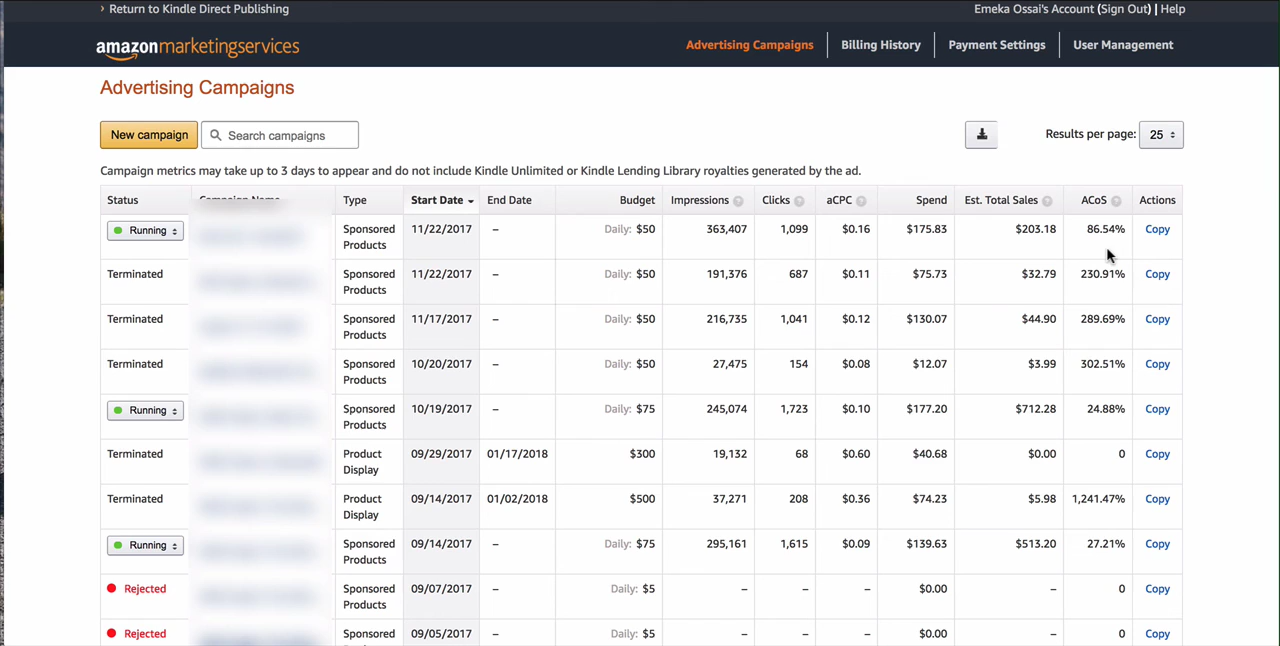 › Return to Kindle Direct Publishing
Emeka Ossai's Account (Sign Out) | Help
amazonmarketingservices
Advertising Campaigns Billing History Payment Settings User Management
Advertising Campaigns
New campaign Search campaigns Results per page: 25
Campaign metrics may take up to 3 days to appear and do not include Kindle Unlimited or Kindle Lending Library royalties generated by the ad.
Status Campaign Name Type Start Date End Date Budget Impressions ? Clicks ? aCPC ? Spend Est. Total Sales ? ACoS ? Actions
Running Sponsored Products 11/22/2017 – Daily: $50 363,407 1,099 $0.16 $175.83 $203.18 86.54% Copy
Terminated Sponsored Products 11/22/2017 – Daily: $50 191,376 687 $0.11 $75.73 $32.79 230.91% Copy
Terminated Sponsored Products 11/17/2017 – Daily: $50 216,735 1,041 $0.12 $130.07 $44.90 289.69% Copy
Terminated Sponsored Products 10/20/2017 – Daily: $50 27,475 154 $0.08 $12.07 $3.99 302.51% Copy
Running Sponsored Products 10/19/2017 – Daily: $75 245,074 1,723 $0.10 $177.20 $712.28 24.88% Copy
Terminated Product Display 09/29/2017 01/17/2018 $300 19,132 68 $0.60 $40.68 $0.00 0 Copy
Terminated Product Display 09/14/2017 01/02/2018 $500 37,271 208 $0.36 $74.23 $5.98 1,241.47% Copy
Running Sponsored Products 09/14/2017 – Daily: $75 295,161 1,615 $0.09 $139.63 $513.20 27.21% Copy
Rejected Sponsored Products 09/07/2017 – Daily: $5 – – – $0.00 – 0 Copy
Rejected Sponsored 09/05/2017 – Daily: $5 – – – $0.00 – 0 Copy